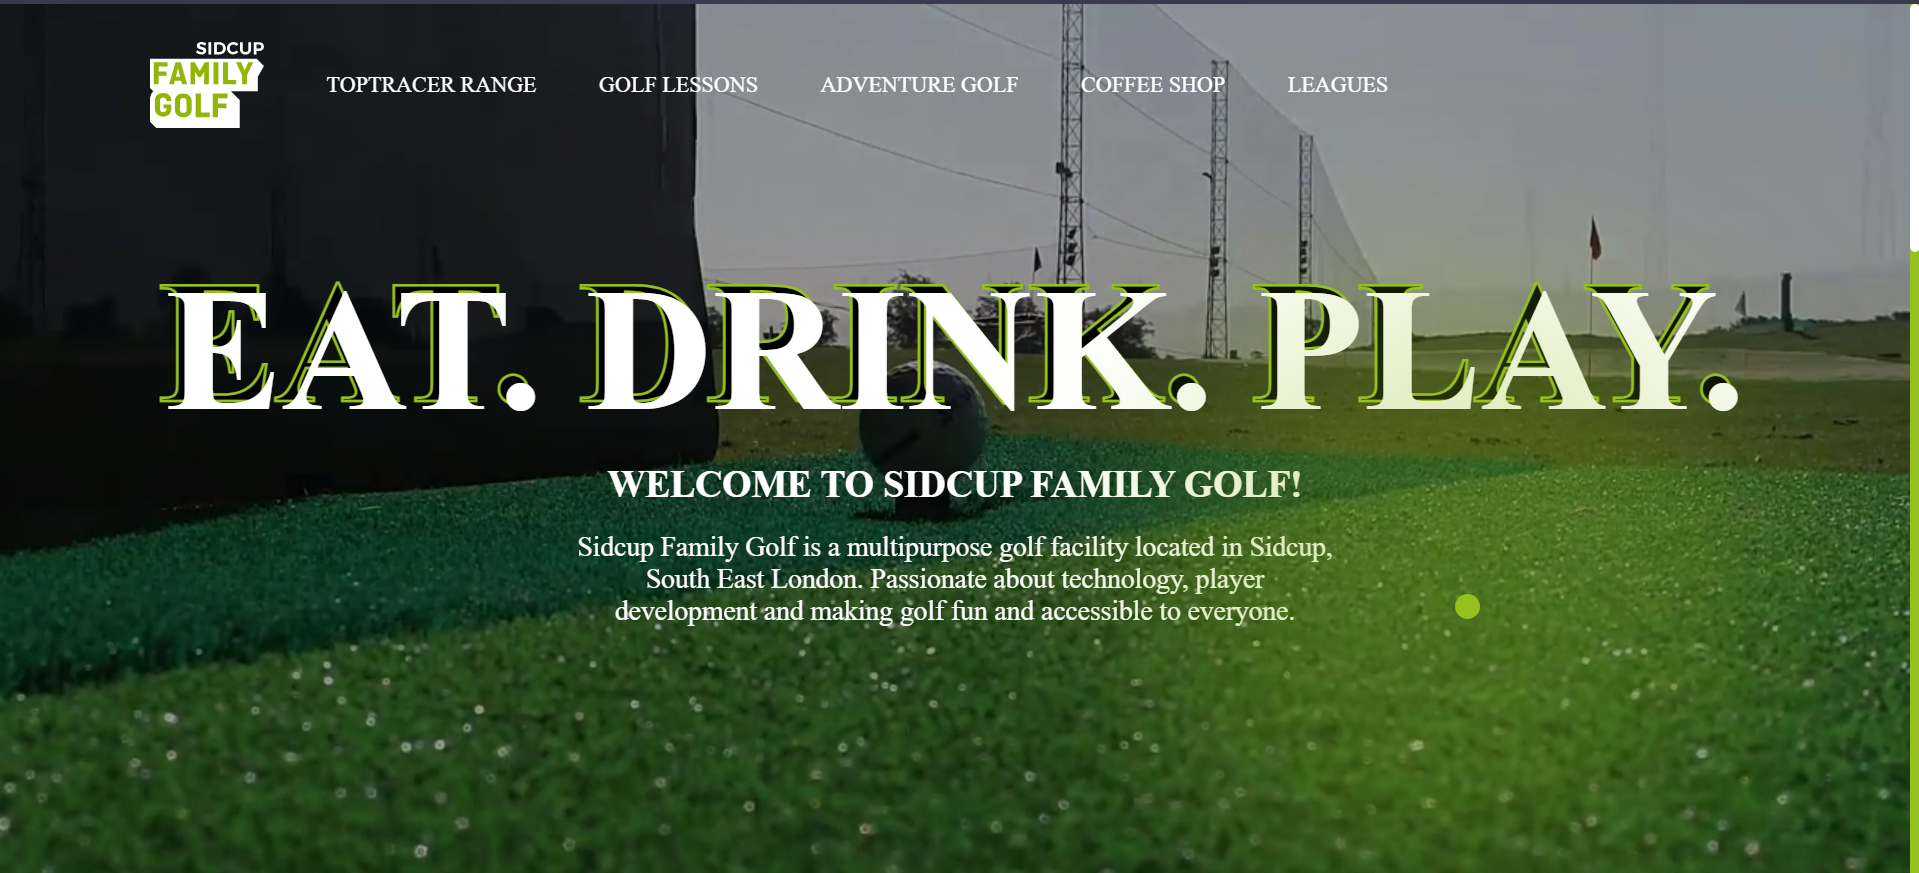 SIDCUP
FAMILY
GOLF
TOPTRACER RANGE
GOLF LESSONS
ADVENTURE GOLF
COFFEE SHOP
LEAGUES
EAT. DRINK. PLAY.
WELCOME TO SIDCUP FAMILY GOLF!
Sidcup Family Golf is a multipurpose golf facility located in Sidcup,
South East London. Passionate about technology, player
development and making golf fun and accessible to everyone.